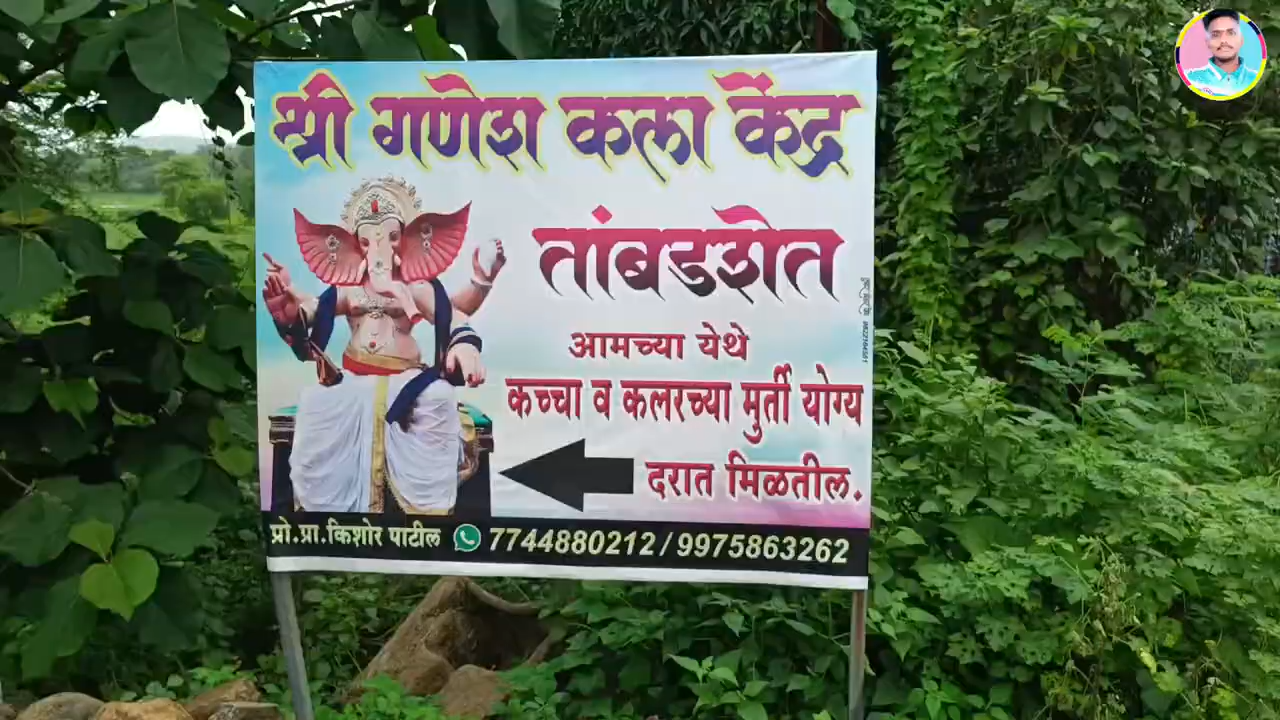 श्री गणेश कला केंद्र
तांबडशेत
आमच्या येथे
कच्चा व कलरच्या मुर्ती योग्य
दरात मिळतील.
प्रो.प्रा.किशोर पाटील 7744880212 / 9975863262